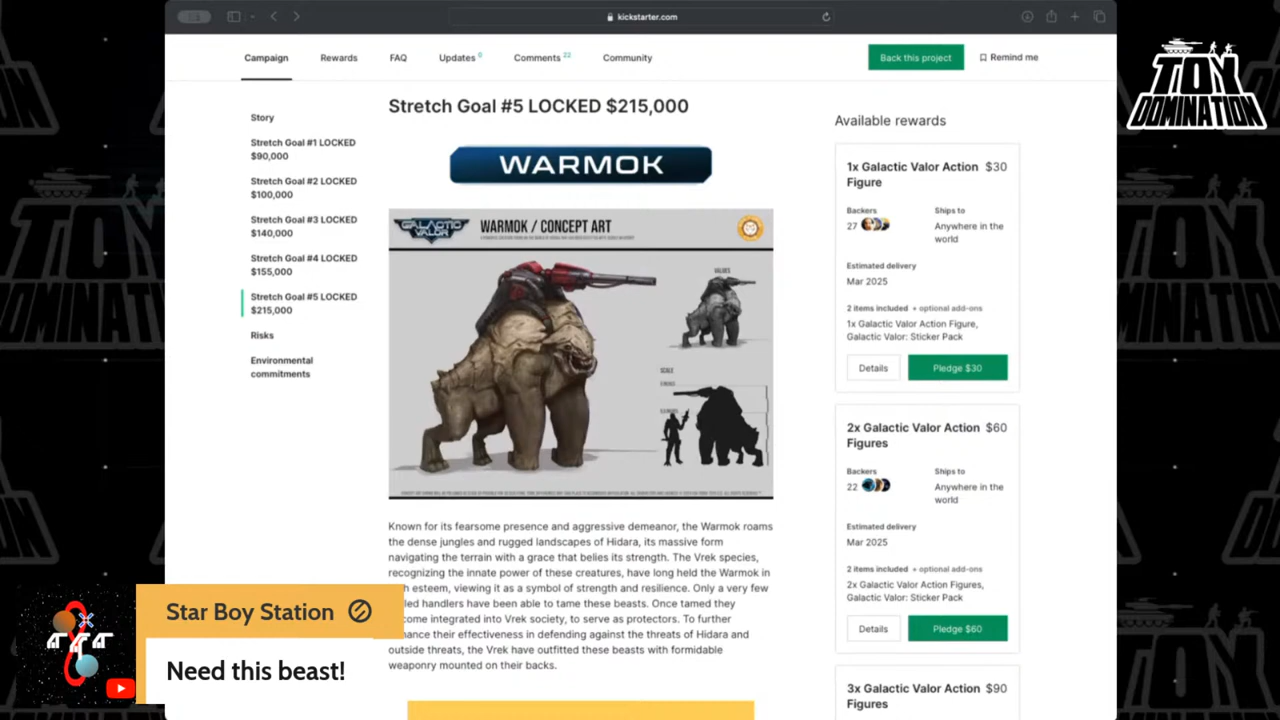 kickstarter.com
Campaign
Rewards
FAQ
Updates 0
Comments 22
Community
Back this project
Remind me
TOY
DOMINATION
Story
Stretch Goal #1 LOCKED
$90,000
Stretch Goal #2 LOCKED
$100,000
Stretch Goal #3 LOCKED
$140,000
Stretch Goal #4 LOCKED
$155,000
Stretch Goal #5 LOCKED
$215,000
Risks
Environmental
commitments
Stretch Goal #5 LOCKED $215,000
WARMOK
GALACTIC
VALOR
WARMOK / CONCEPT ART
VALUES
SCALE
Known for its fearsome presence and aggressive demeanor, the Warmok roams
the dense jungles and rugged landscapes of Hidara, its massive form
navigating the terrain with a grace that belies its strength. The Vrek species,
recognizing the innate power of these creatures, have long held the Warmok in
esteem, viewing it as a symbol of strength and resilience. Only a very few
handlers have been able to tame these beasts. Once tamed they
integrated into Vrek society, to serve as protectors. To further
their effectiveness in defending against the threats of Hidara and
outside threats, the Vrek have outfitted these beasts with formidable
weaponry mounted on their backs.
Available rewards
1x Galactic Valor Action $30
Figure
Backers
27
Ships to
Anywhere in the
world
Estimated delivery
Mar 2025
2 items included + optional add-ons
1x Galactic Valor Action Figure,
Galactic Valor: Sticker Pack
Details
Pledge $30
2x Galactic Valor Action $60
Figures
Backers
22
Ships to
Anywhere in the
world
Estimated delivery
Mar 2025
2 items included + optional add-ons
2x Galactic Valor Action Figures,
Galactic Valor: Sticker Pack
Details
Pledge $60
3x Galactic Valor Action $90
Figures
Star Boy Station
Need this beast!